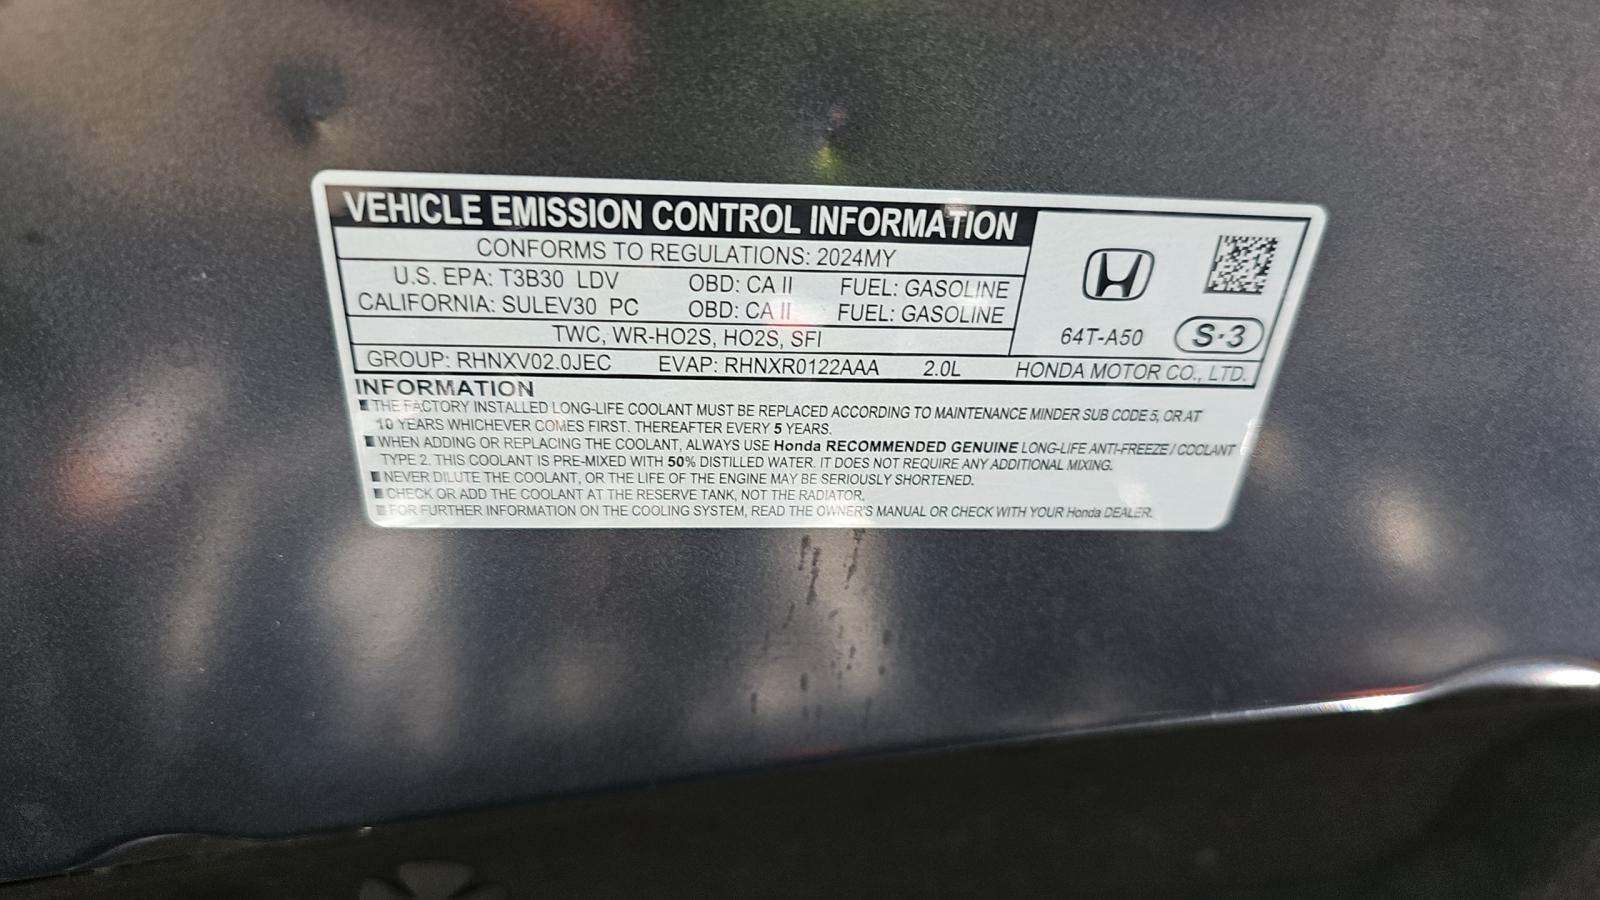 VEHICLE EMISSION CONTROL INFORMATION
CONFORMS TO REGULATIONS: 2024MY
U.S. EPA: T3B30 LDV OBD: CA II FUEL: GASOLINE
CALIFORNIA: SULEV30 PC OBD: CA II FUEL: GASOLINE
TWC, WR-HO2S, HO2S, SFI
64T-A50 S·3
GROUP: RHNXV02.0JEC EVAP: RHNXR0122AAA 2.0L HONDA MOTOR CO., LTD.
INFORMATION
■ THE FACTORY INSTALLED LONG-LIFE COOLANT MUST BE REPLACED ACCORDING TO MAINTENANCE MINDER SUB CODE 5, OR AT
10 YEARS WHICHEVER COMES FIRST. THEREAFTER EVERY 5 YEARS.
■ WHEN ADDING OR REPLACING THE COOLANT, ALWAYS USE Honda RECOMMENDED GENUINE LONG-LIFE ANTI-FREEZE / COOLANT
TYPE 2. THIS COOLANT IS PRE-MIXED WITH 50% DISTILLED WATER. IT DOES NOT REQUIRE ANY ADDITIONAL MIXING.
■ NEVER DILUTE THE COOLANT, OR THE LIFE OF THE ENGINE MAY BE SERIOUSLY SHORTENED.
■ CHECK OR ADD THE COOLANT AT THE RESERVE TANK, NOT THE RADIATOR.
■ FOR FURTHER INFORMATION ON THE COOLING SYSTEM, READ THE OWNER'S MANUAL OR CHECK WITH YOUR Honda DEALER.